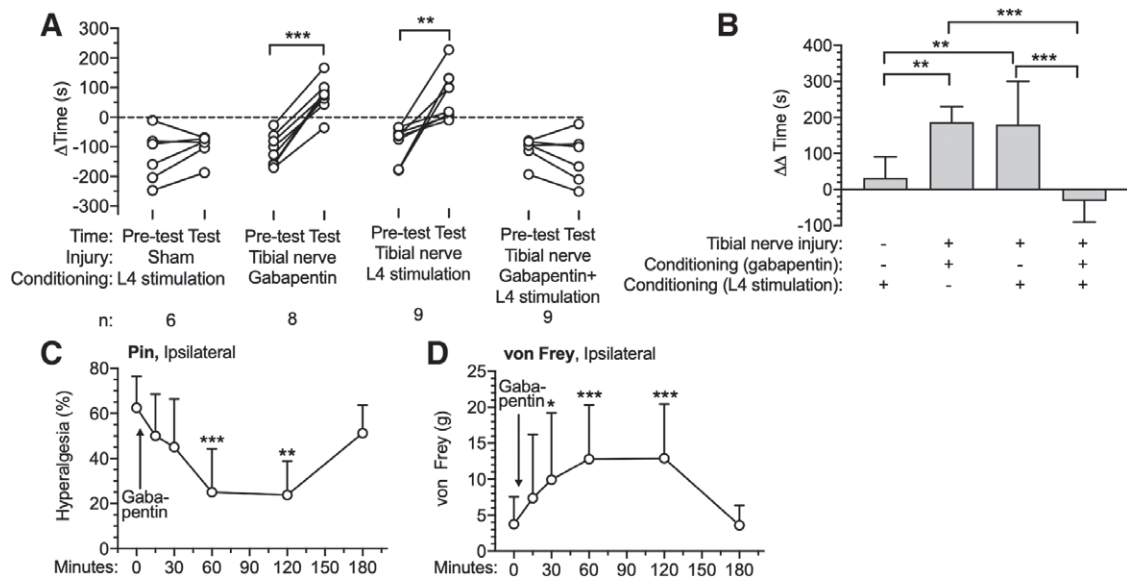 A
300
200
100
0
-100
-200
-300
ΔTime (s)
***
**
Time: Pre-test Test Pre-test Test Pre-test Test Pre-test Test
Injury: Sham Tibial nerve Tibial nerve Tibial nerve
Conditioning: L4 stimulation Gabapentin L4 stimulation Gabapentin+
L4 stimulation
n: 6 8 9 9
B
400
300
200
100
0
-100
ΔΔ Time (s)
***
**
**
***
Tibial nerve injury: - + + +
Conditioning (gabapentin): - + - +
Conditioning (L4 stimulation): + - + +
C
Pin, Ipsilateral
80
60
40
20
0
Hyperalgesia (%)
Gaba-
pentin
***
**
Minutes: 0 30 60 90 120 150 180
D
von Frey, Ipsilateral
25
20
15
10
5
0
von Frey (g)
Gaba-
pentin
*
***
***
Minutes: 0 30 60 90 120 150 180